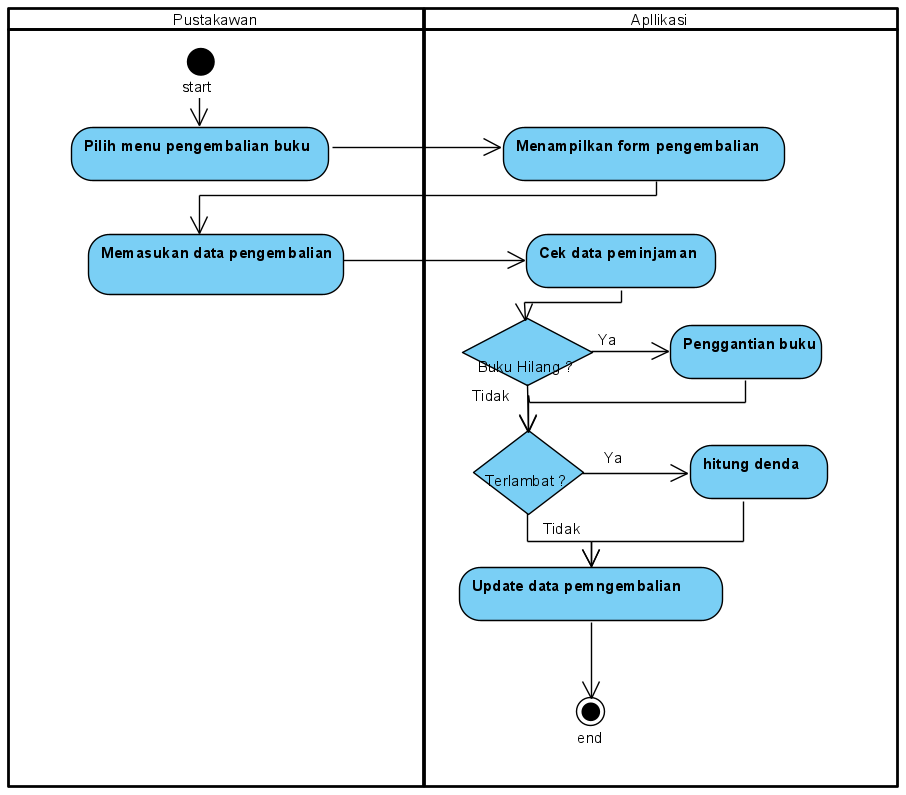 Pustakawan
Apllikasi
start
Pilih menu pengembalian buku
Menampilkan form pengembalian
Memasukan data pengembalian
Cek data peminjaman
Buku Hilang ?
Ya
Penggantian buku
Tidak
Terlambat ?
Ya
hitung denda
Tidak
Update data pemngembalian
end